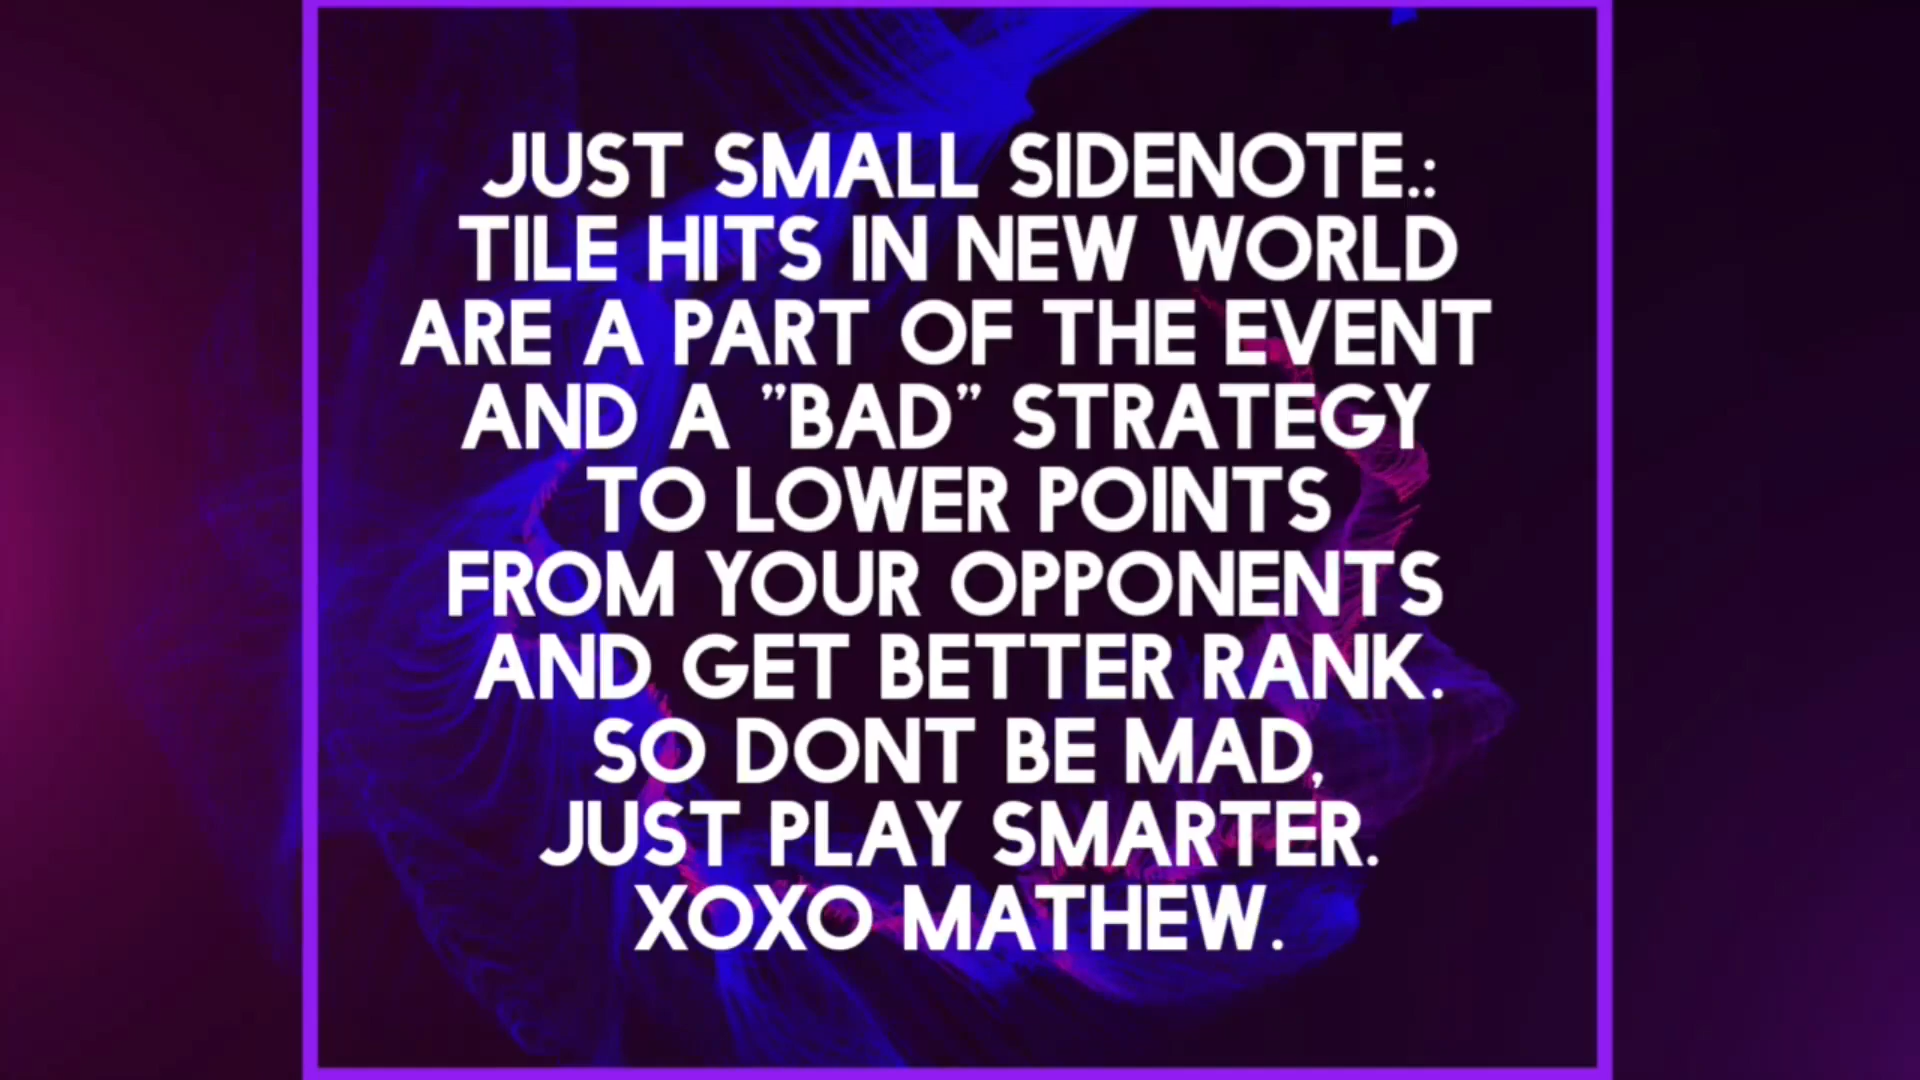 JUST SMALL SIDENOTE.:
TILE HITS IN NEW WORLD
ARE A PART OF THE EVENT
AND A "BAD" STRATEGY
TO LOWER POINTS
FROM YOUR OPPONENTS
AND GET BETTER RANK.
SO DONT BE MAD,
JUST PLAY SMARTER.
XOXO MATHEW.